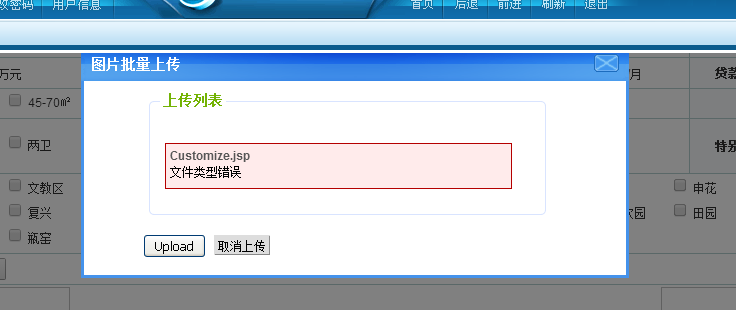 改密码 用户信息 首页 后退 前进 刷新 退出
图片批量上传
万元 月 贷款
上传列表
45-70㎡
Customize.jsp
两卫 特别
文件类型错误
文教区 申花
复兴 田园
瓶窑
Upload 取消上传